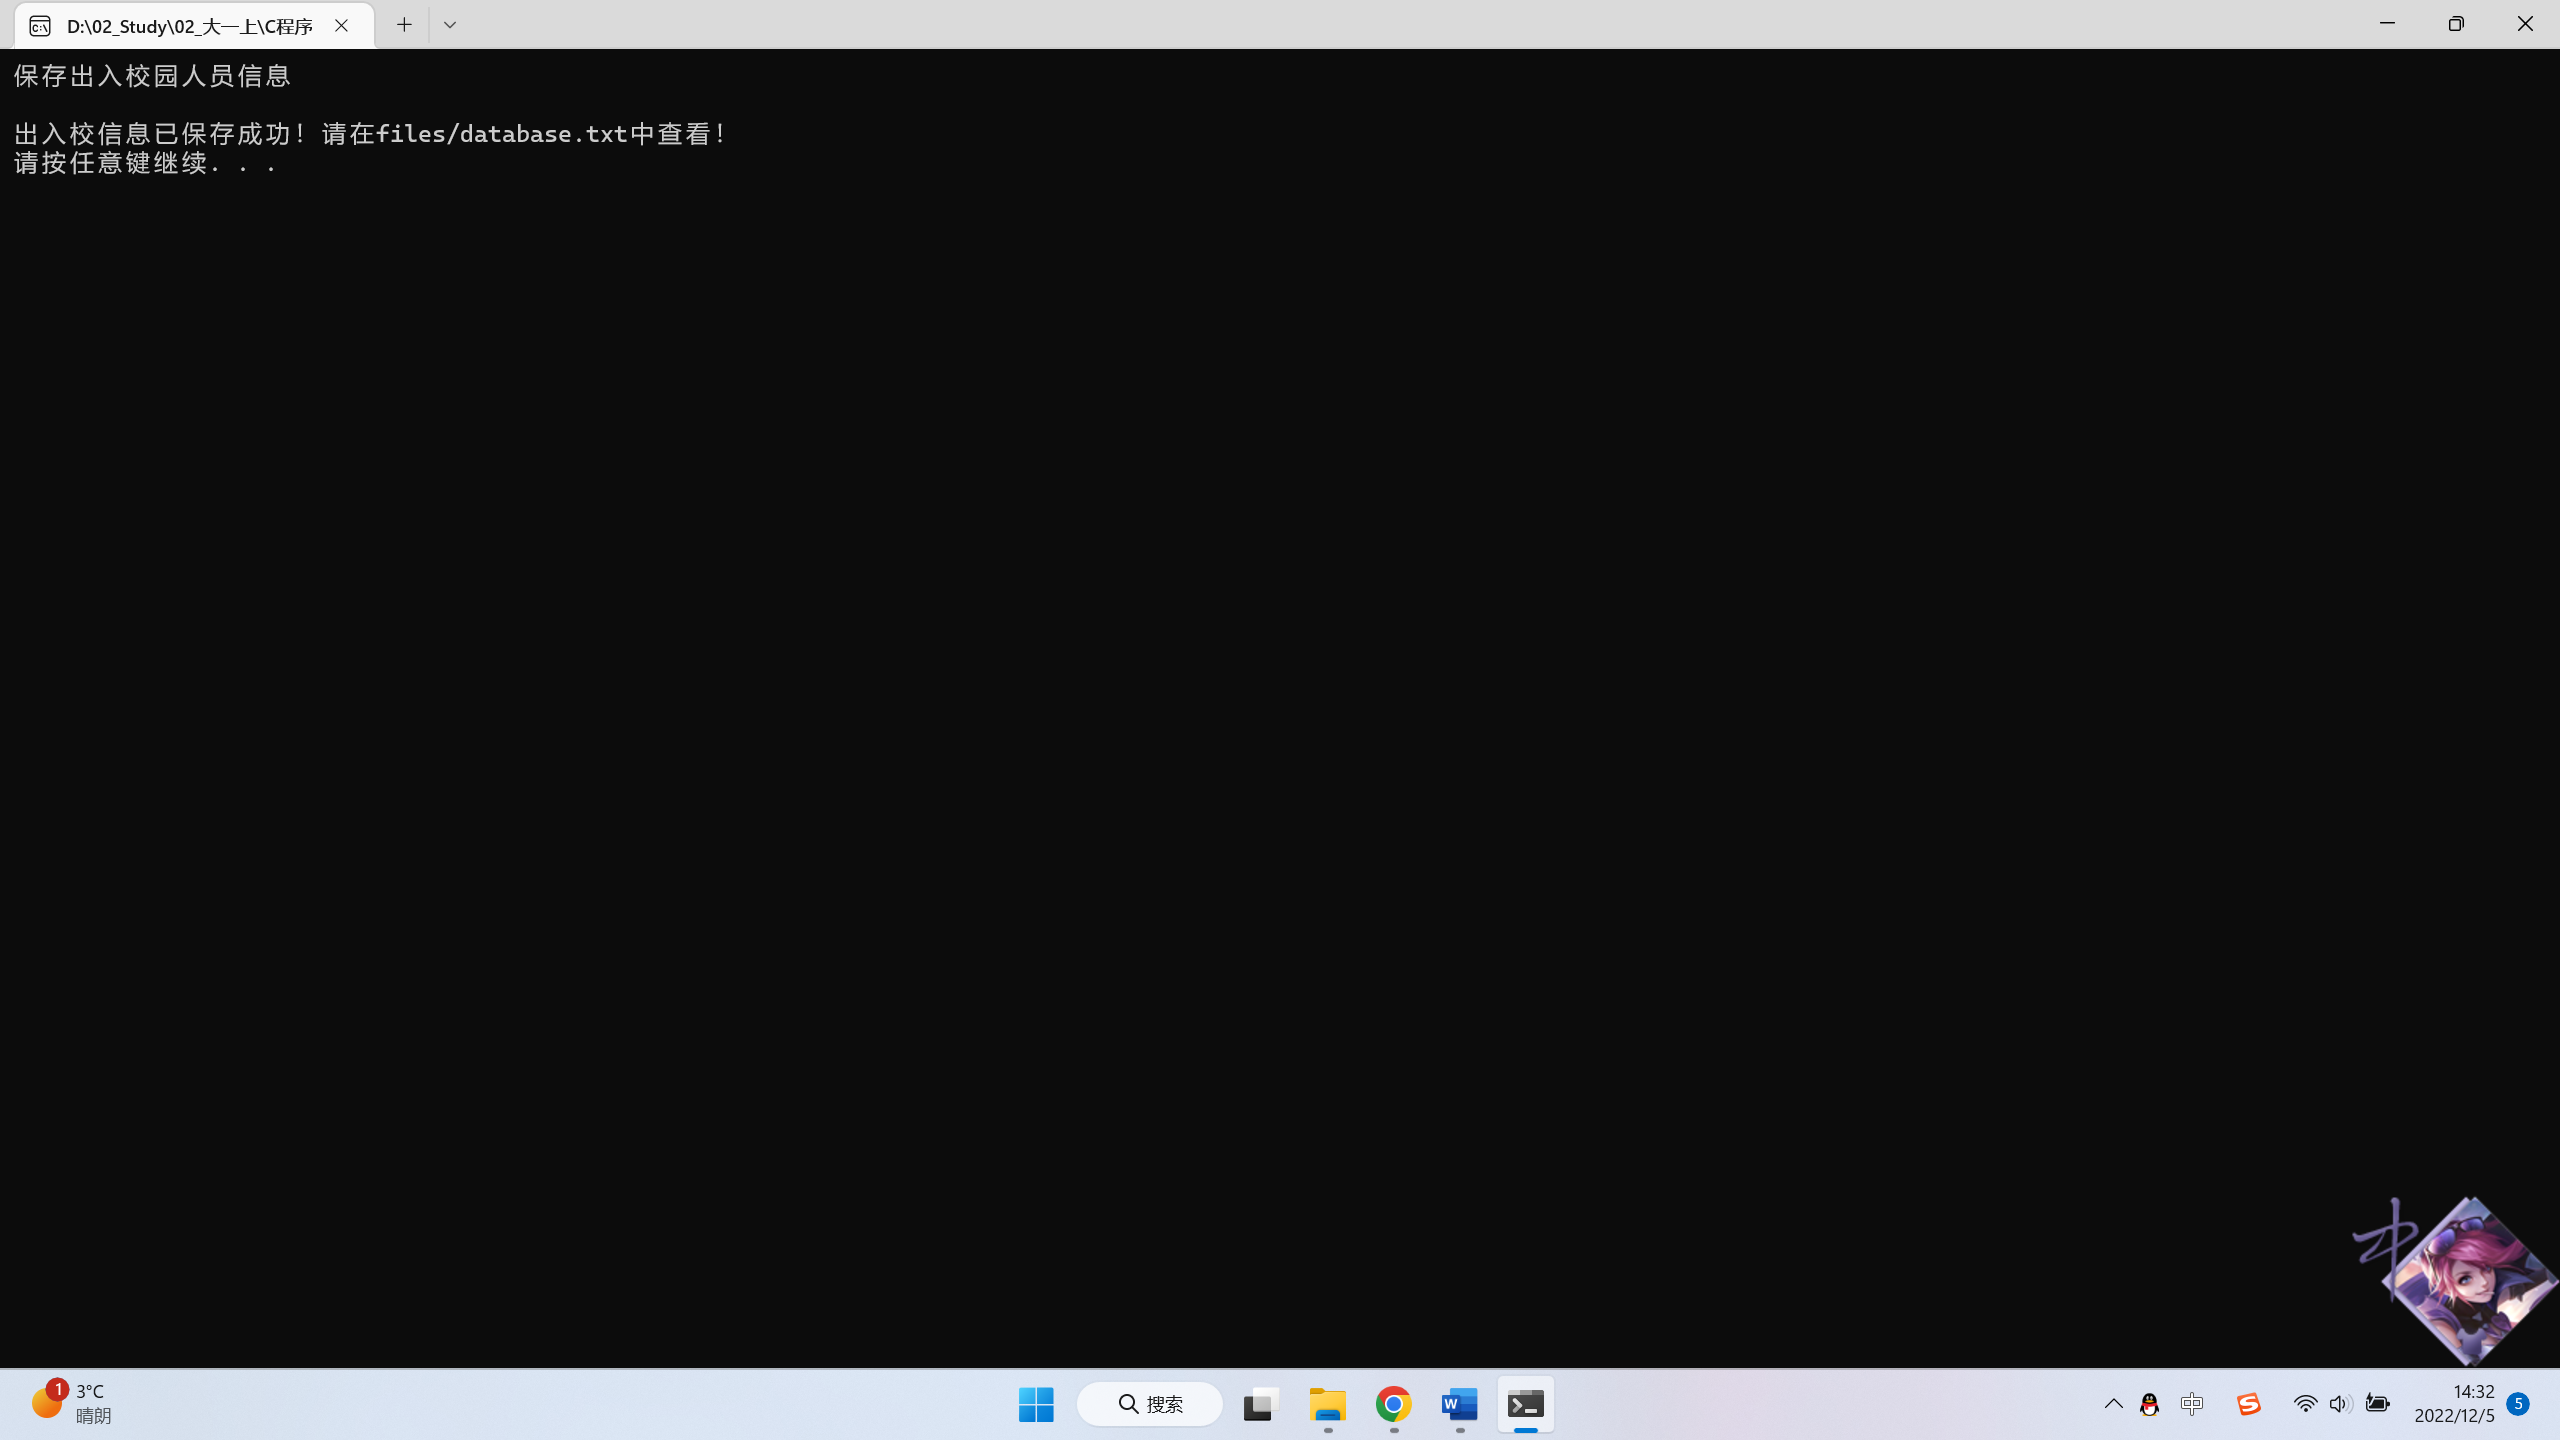 D:\02_Study\02_大一上\C程序
保存出入校园人员信息
出入校信息已保存成功！请在files/database.txt中查看！
请按任意键继续. . .
中
1
3°C
晴朗
搜索
W
中
S
14:32
2022/12/5
5